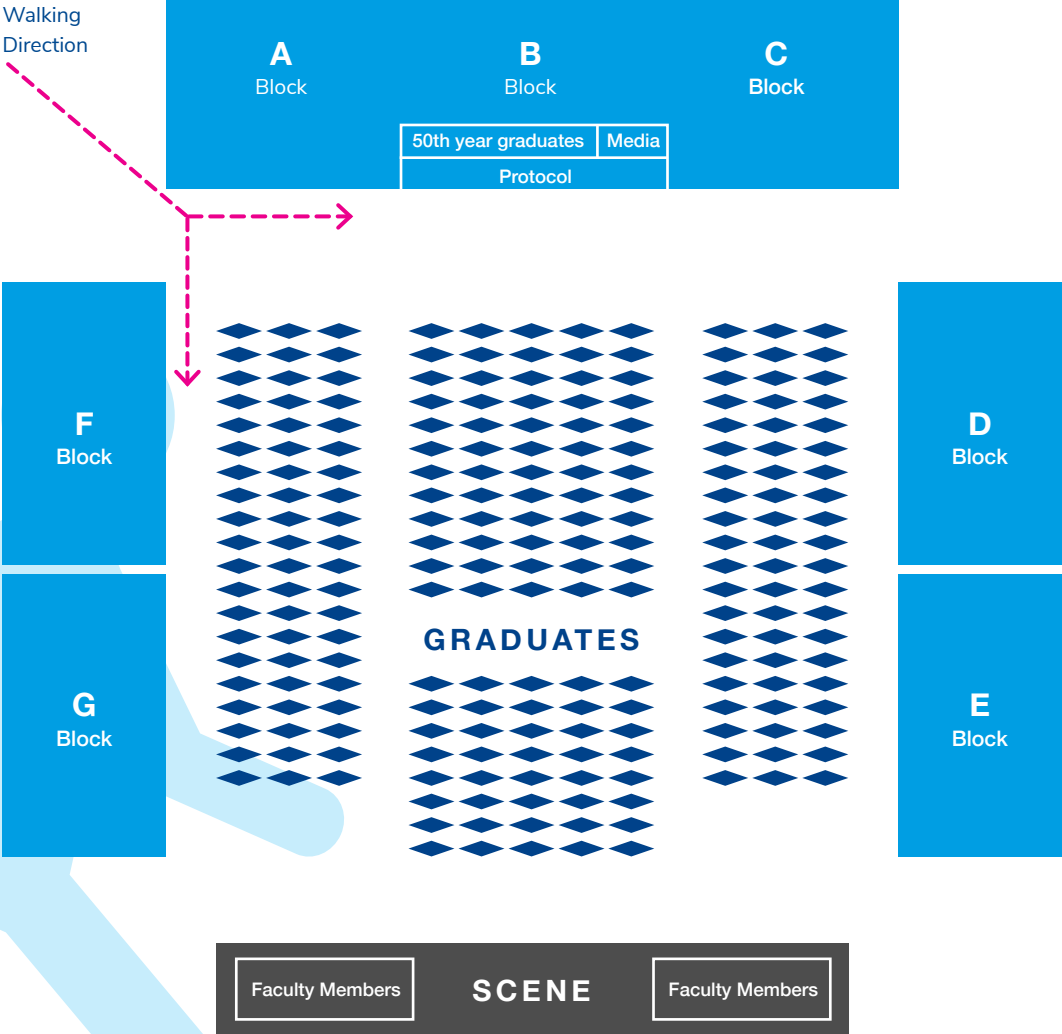 Walking
Direction
A
Block
B
Block
C
Block
50th year graduates
Media
Protocol
F
Block
D
Block
GRADUATES
G
Block
E
Block
Faculty Members
SCENE
Faculty Members